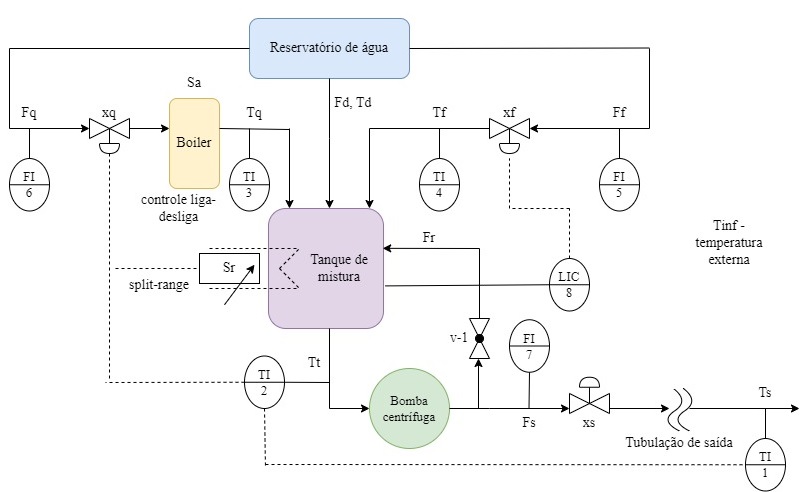 Reservatório de água
Sa
Fq
xq
Tq
Fd, Td
Tf
xf
Ff
Boiler
FI
6
TI
3
TI
4
FI
5
controle liga-
desliga
Tinf -
temperatura
externa
Fr
Tanque de
mistura
Sr
split-range
LIC
8
v-1
FI
7
Tt
TI
2
Bomba
centrífuga
Fs
xs
Ts
Tubulação de saída
TI
1